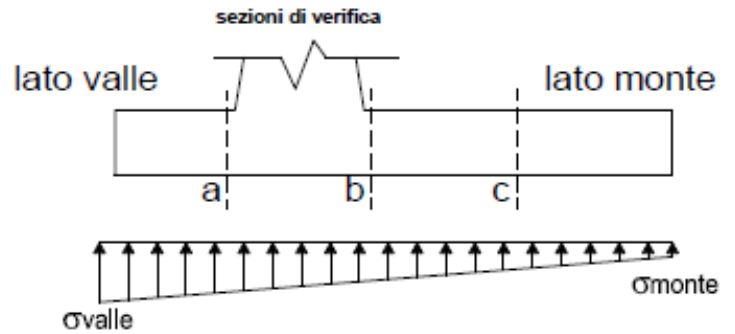 sezioni di verifica
lato valle
lato monte
a
b
c
σmonte
σvalle